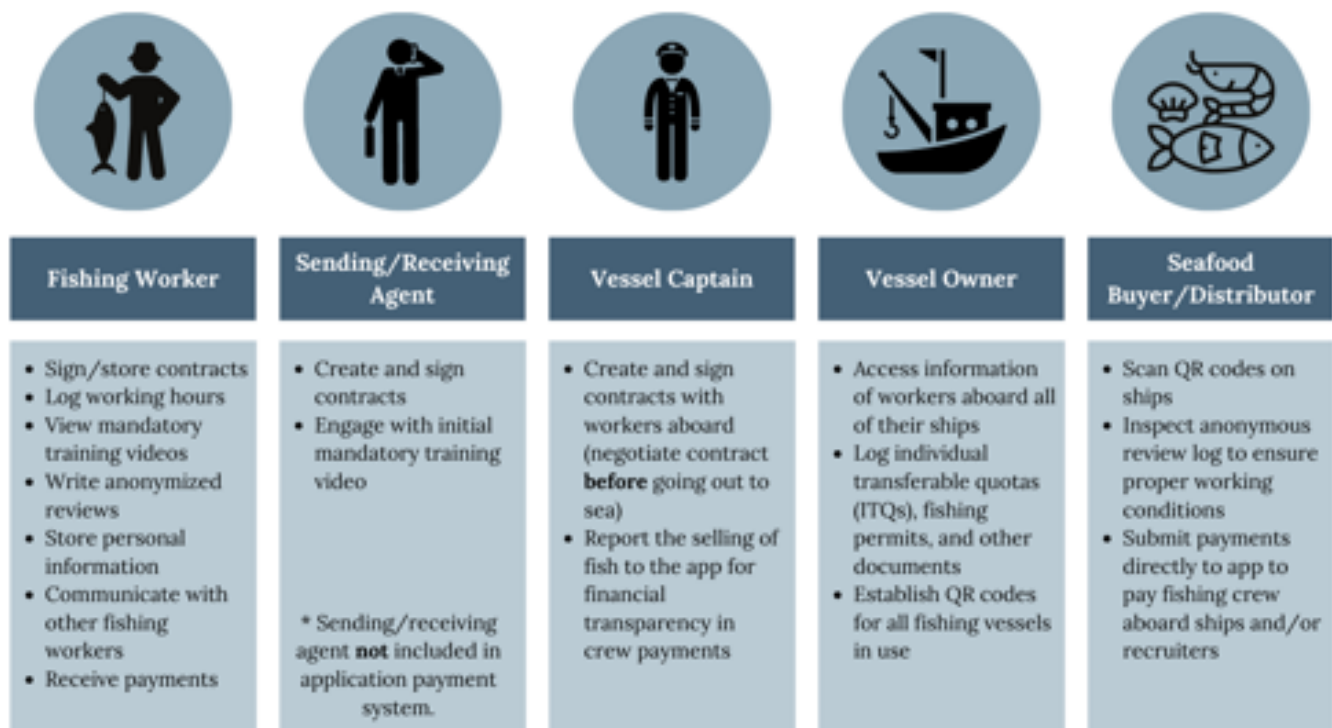 Fishing Worker
• Sign/store contracts
• Log working hours
• View mandatory
training videos
• Write anonymized
reviews
• Store personal
information
• Communicate with
other fishing
workers
• Receive payments
Sending/Receiving
Agent
• Create and sign
contracts
• Engage with initial
mandatory training
video
* Sending/receiving
agent not included in
application payment
system.
Vessel Captain
• Create and sign
contracts with
workers aboard
(negotiate contract
before going out to
sea)
• Report the selling of
fish to the app for
financial
transparency in
crew payments
Vessel Owner
• Access information
of workers aboard all
of their ships
• Log individual
transferable quotas
(ITQs), fishing
permits, and other
documents
• Establish QR codes
for all fishing vessels
in use
Seafood
Buyer/Distributor
• Scan QR codes on
ships
• Inspect anonymous
review log to ensure
proper working
conditions
• Submit payments
directly to app to
pay fishing crew
aboard ships and/or
recruiters